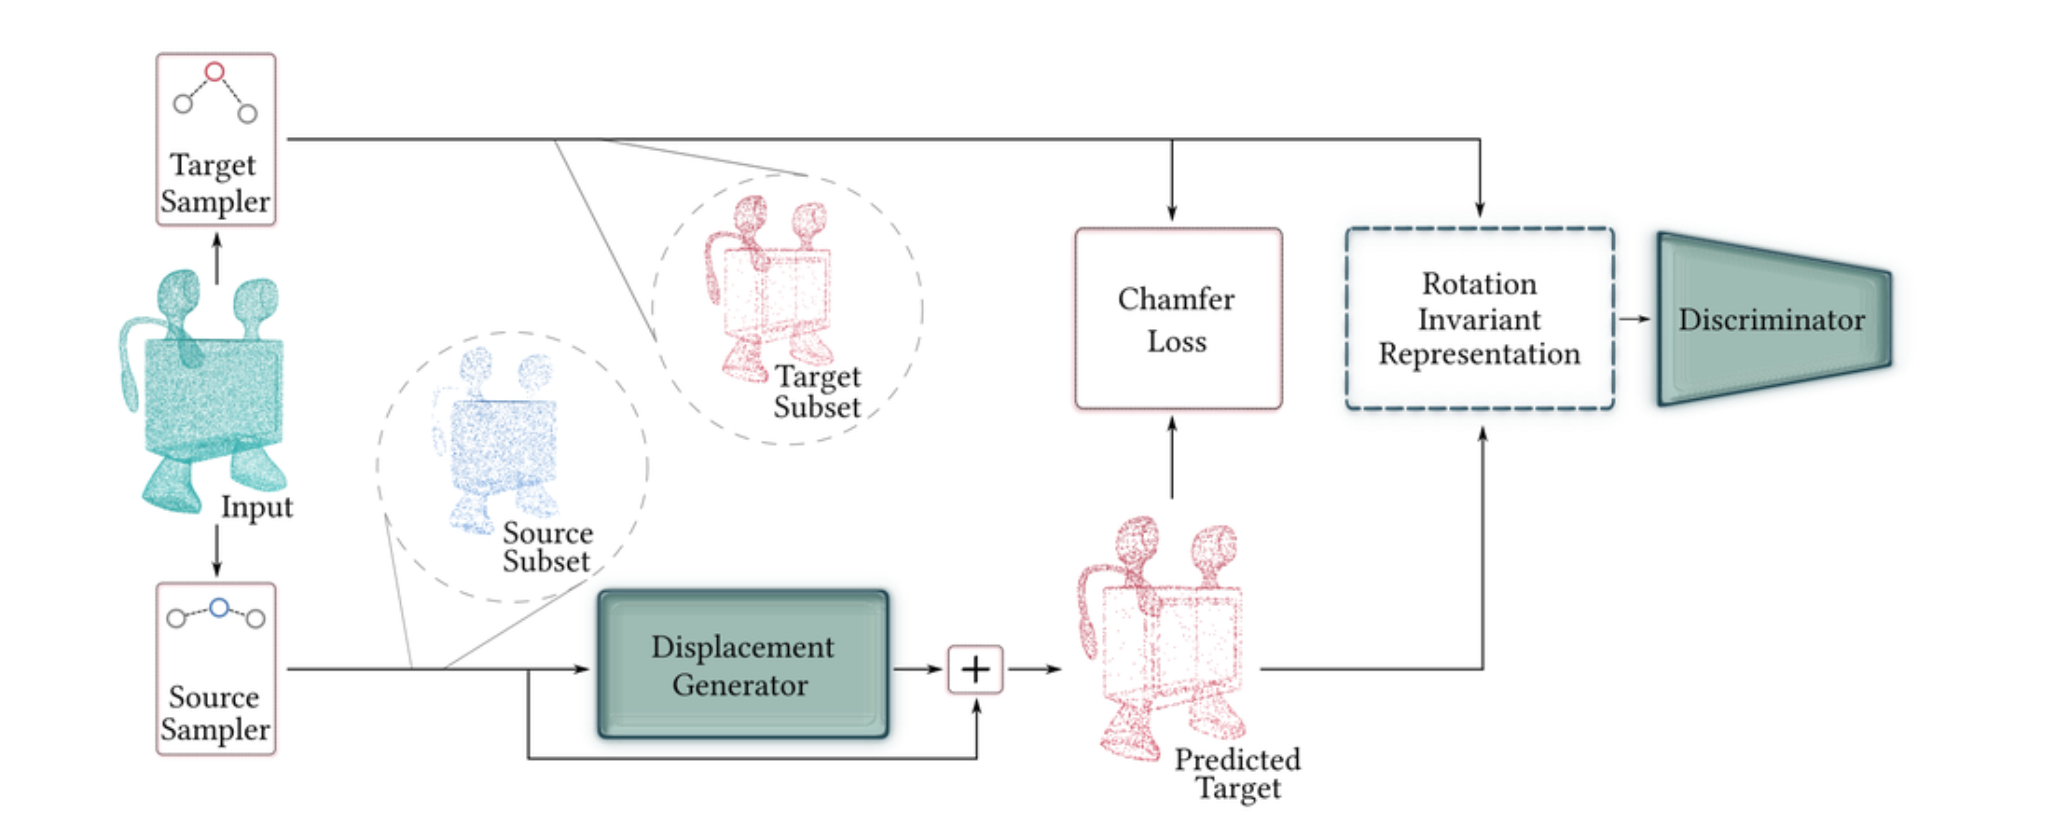 Target
Sampler
Input
Source
Sampler
Source
Subset
Target
Subset
Displacement
Generator
+
Predicted
Target
Chamfer
Loss
Rotation
Invariant
Representation
Discriminator